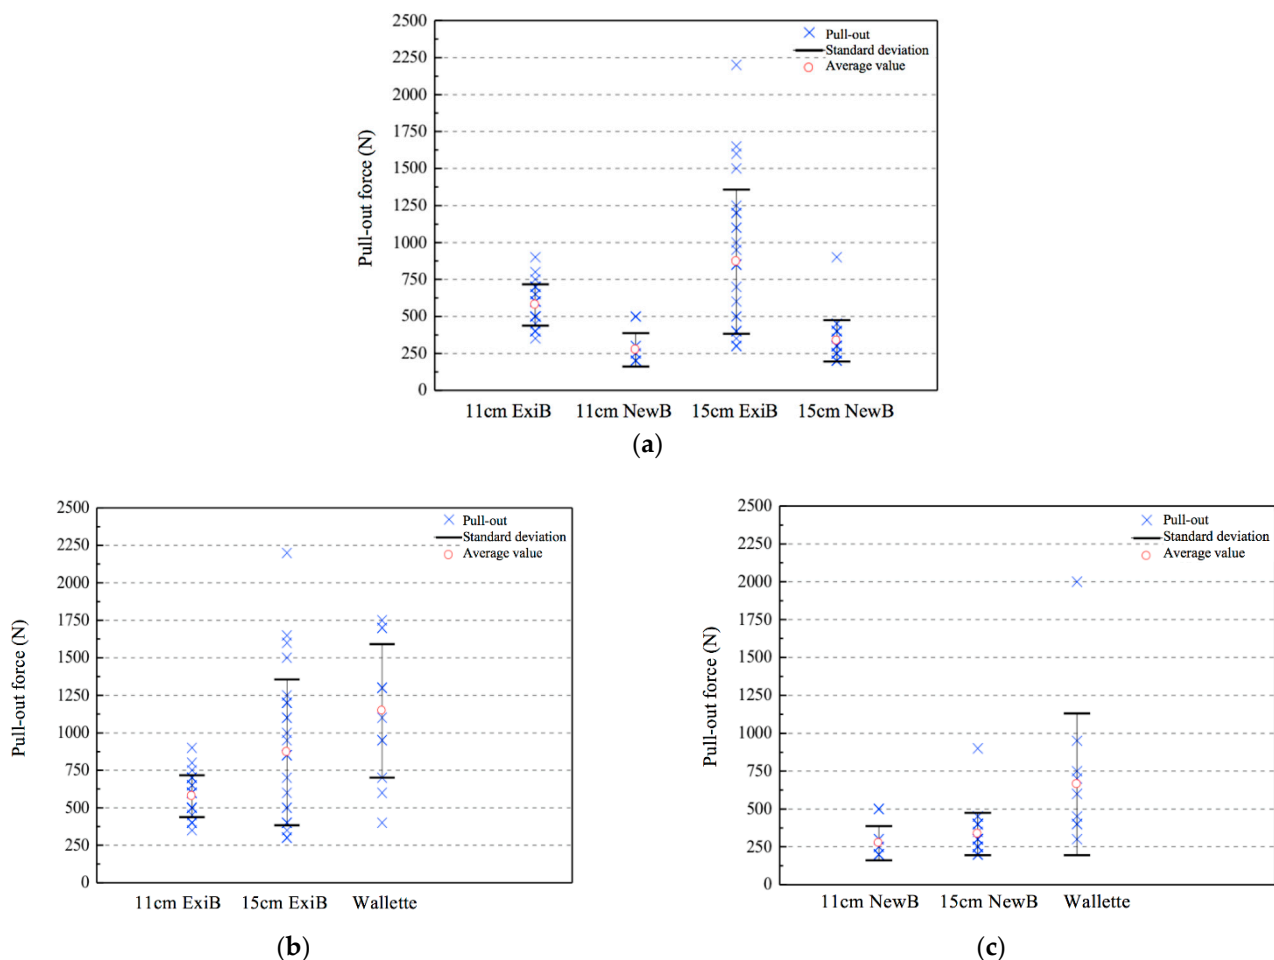 2500
2250
2000
1750
1500
1250
1000
750
500
250
0
Pull-out force (N)
Pull-out
Standard deviation
Average value
11cm ExiB 11cm NewB 15cm ExiB 15cm NewB
(a)
2500
2250
2000
1750
1500
1250
1000
750
500
250
0
Pull-out force (N)
Pull-out
Standard deviation
Average value
11cm ExiB 15cm ExiB Wallette
(b)
2500
2250
2000
1750
1500
1250
1000
750
500
250
0
Pull-out force (N)
Pull-out
Standard deviation
Average value
11cm NewB 15cm NewB Wallette
(c)